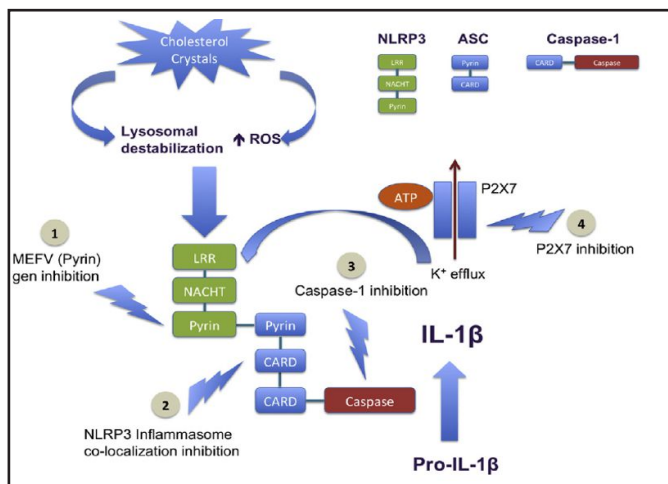 Cholesterol
Crystals
NLRP3
ASC
Caspase-1
LRR
NACHT
Pyrin
Pyrin
CARD
CARD
Caspase
Lysosomal
destabilization
↑ ROS
ATP
P2X7
K+ efflux
4
P2X7 inhibition
1
MEFV (Pyrin)
gen inhibition
3
Caspase-1 inhibition
LRR
NACHT
Pyrin
Pyrin
CARD
CARD
Caspase
2
NLRP3 Inflammasome
co-localization inhibition
IL-1β
Pro-IL-1β